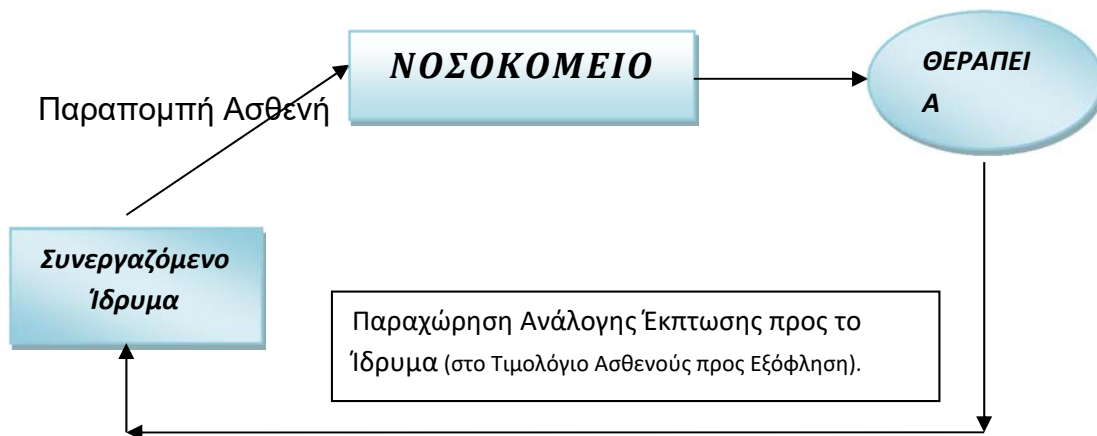 ΝΟΣΟΚΟΜΕΙΟ
ΘΕΡΑΠΕΙ
Α
Παραπομπή Ασθενή
Συνεργαζόμενο
Ίδρυμα
Παραχώρηση Ανάλογης Έκπτωσης προς το
Ίδρυμα (στο Τιμολόγιο Ασθενούς προς Εξόφληση).